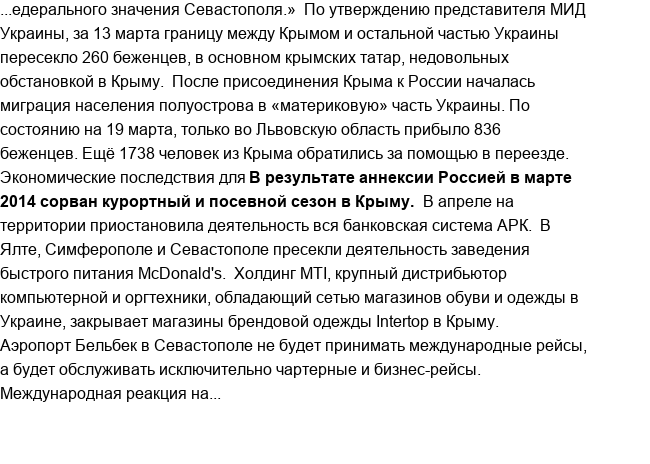 ...едерального значения Севастополя.»  По утверждению представителя МИД
Украины, за 13 марта границу между Крымом и остальной частью Украины
пересекло 260 беженцев, в основном крымских татар, недовольных
обстановкой в Крыму.  После присоединения Крыма к России началась
миграция населения полуострова в «материковую» часть Украины. По
состоянию на 19 марта, только во Львовскую область прибыло 836
беженцев. Ещё 1738 человек из Крыма обратились за помощью в переезде.
Экономические последствия для В результате аннексии Россией в марте
2014 сорван курортный и посевной сезон в Крыму.  В апреле на
территории приостановила деятельность вся банковская система АРК.  В
Ялте, Симферополе и Севастополе пресекли деятельность заведения
быстрого питания McDonald's.  Холдинг MTI, крупный дистрибьютор
компьютерной и оргтехники, обладающий сетью магазинов обуви и одежды в
Украине, закрывает магазины брендовой одежды Intertop в Крыму.
Аэропорт Бельбек в Севастополе не будет принимать международные рейсы,
а будет обслуживать исключительно чартерные и бизнес-рейсы.
Международная реакция на...